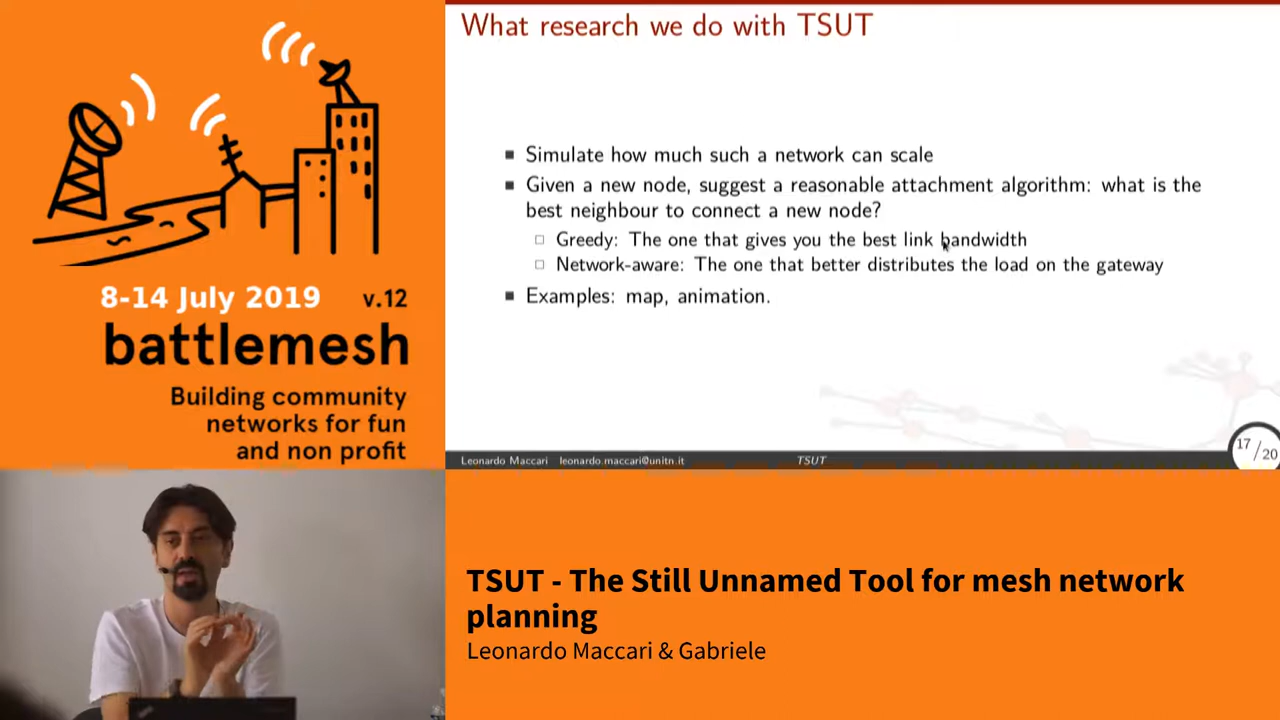 8-14 July 2019 v.12
battlemesh
Building community
networks for fun
and non profit
What research we do with TSUT
■ Simulate how much such a network can scale
■ Given a new node, suggest a reasonable attachment algorithm: what is the
best neighbour to connect a new node?
□ Greedy: The one that gives you the best link bandwidth
□ Network-aware: The one that better distributes the load on the gateway
■ Examples: map, animation.
Leonardo Maccari leonardo.maccari@unitn.it TSUT 17/20
TSUT - The Still Unnamed Tool for mesh network
planning
Leonardo Maccari & Gabriele